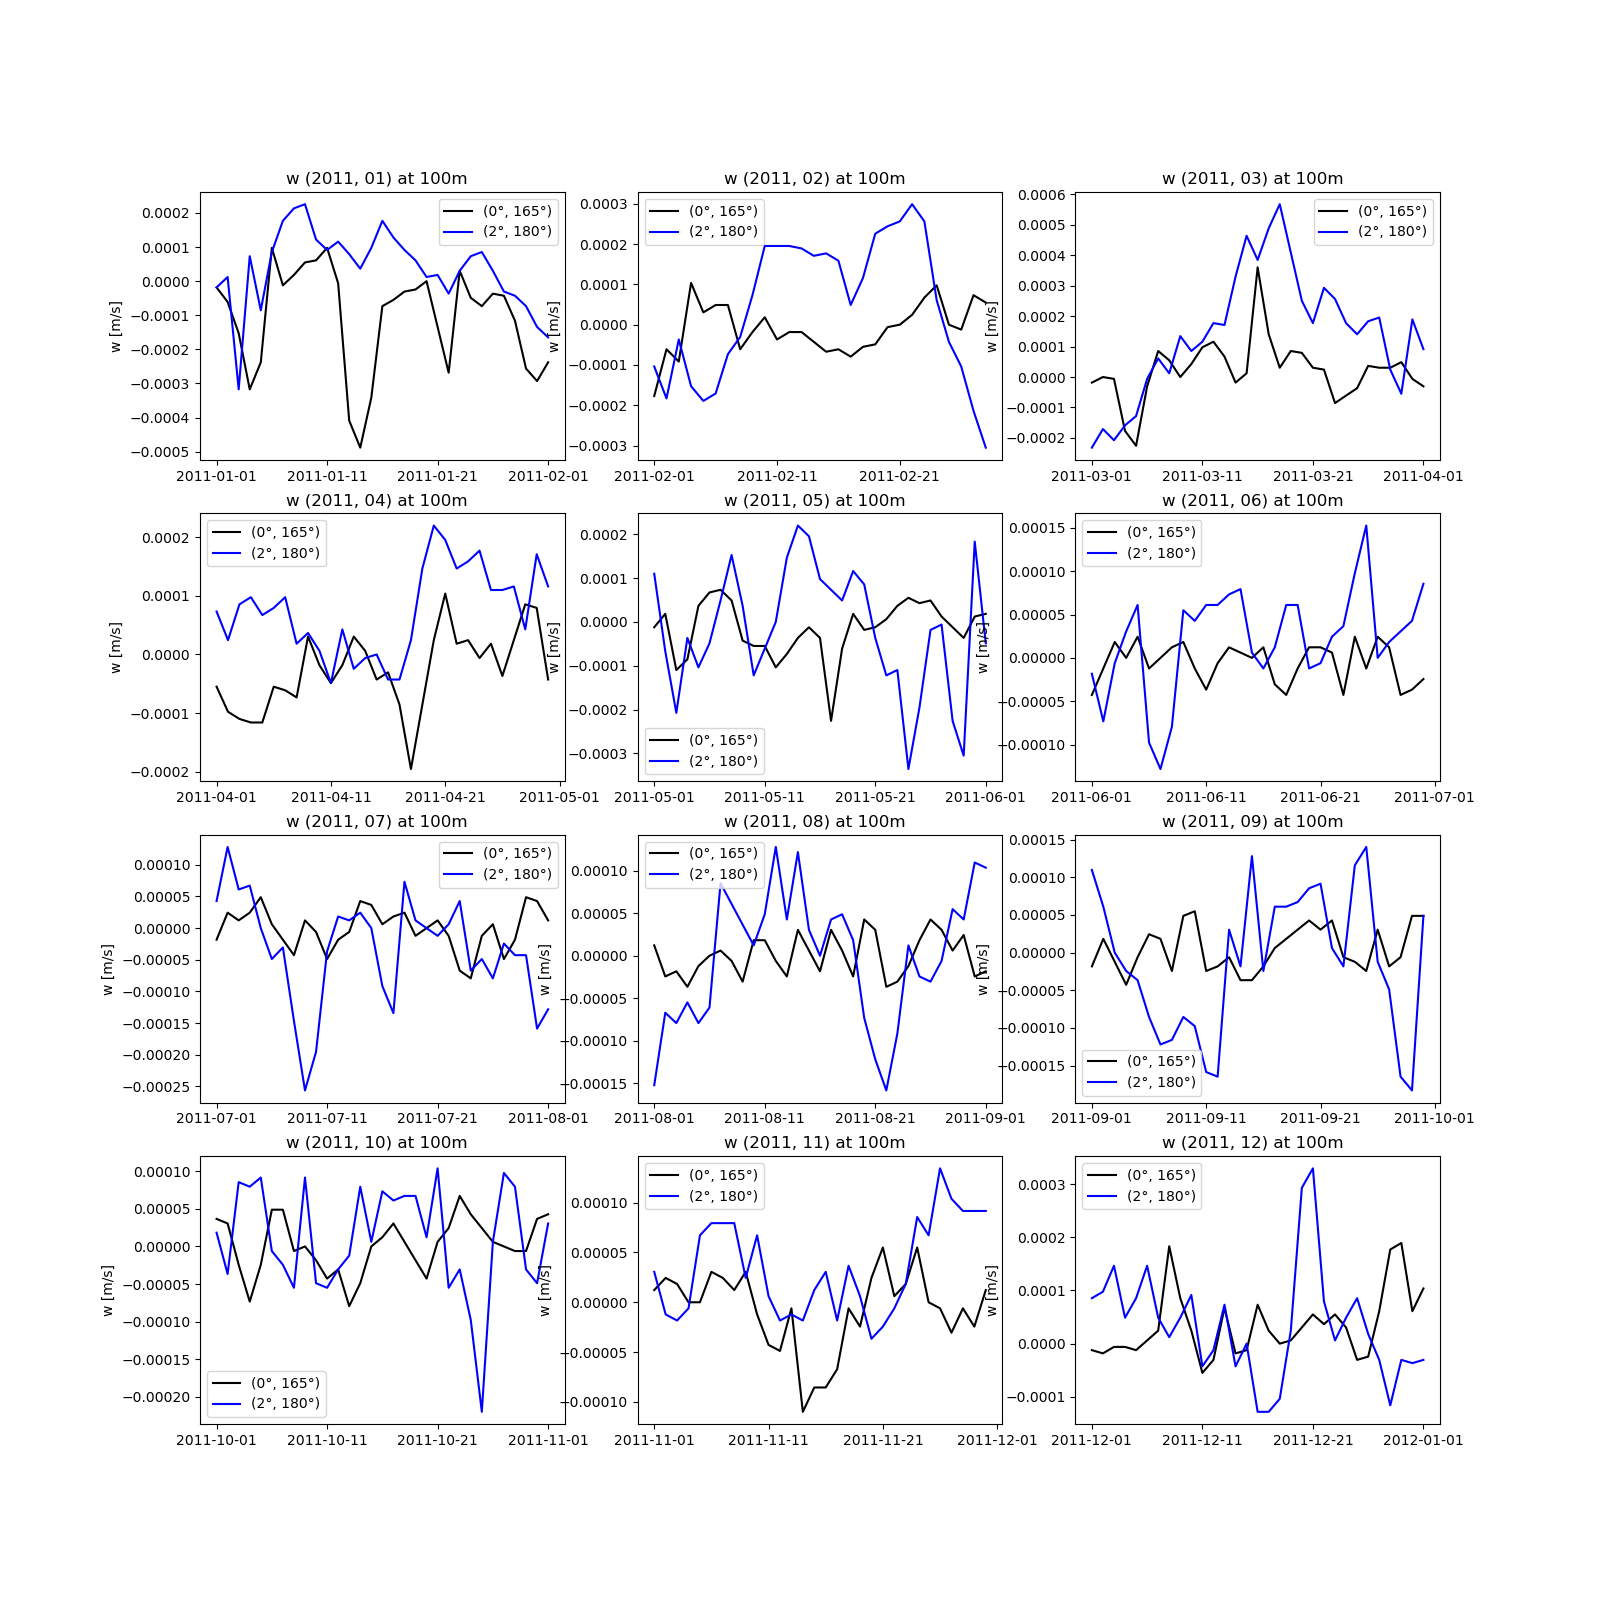 w (2011, 01) at 100m
w [m/s]
0.0002
0.0001
0.0000
−0.0001
−0.0002
−0.0003
−0.0004
−0.0005
(0°, 165°)
(2°, 180°)
2011-01-01 2011-01-11 2011-01-21 2011-02-01
w (2011, 02) at 100m
w [m/s]
0.0003
0.0002
0.0001
0.0000
−0.0001
−0.0002
−0.0003
(0°, 165°)
(2°, 180°)
2011-02-01 2011-02-11 2011-02-21
w (2011, 03) at 100m
w [m/s]
0.0006
0.0005
0.0004
0.0003
0.0002
0.0001
0.0000
−0.0001
−0.0002
(0°, 165°)
(2°, 180°)
2011-03-01 2011-03-11 2011-03-21 2011-04-01
w (2011, 04) at 100m
w [m/s]
0.0002
0.0001
0.0000
−0.0001
−0.0002
(0°, 165°)
(2°, 180°)
2011-04-01 2011-04-11 2011-04-21 2011-05-01
w (2011, 05) at 100m
w [m/s]
0.0002
0.0001
0.0000
−0.0001
−0.0002
−0.0003
(0°, 165°)
(2°, 180°)
2011-05-01 2011-05-11 2011-05-21 2011-06-01
w (2011, 06) at 100m
w [m/s]
0.00015
0.00010
0.00005
0.00000
−0.00005
−0.00010
(0°, 165°)
(2°, 180°)
2011-06-01 2011-06-11 2011-06-21 2011-07-01
w (2011, 07) at 100m
w [m/s]
0.00010
0.00005
0.00000
−0.00005
−0.00010
−0.00015
−0.00020
−0.00025
(0°, 165°)
(2°, 180°)
2011-07-01 2011-07-11 2011-07-21 2011-08-01
w (2011, 08) at 100m
w [m/s]
0.00010
0.00005
0.00000
−0.00005
−0.00010
−0.00015
(0°, 165°)
(2°, 180°)
2011-08-01 2011-08-11 2011-08-21 2011-09-01
w (2011, 09) at 100m
w [m/s]
0.00015
0.00010
0.00005
0.00000
−0.00005
−0.00010
−0.00015
(0°, 165°)
(2°, 180°)
2011-09-01 2011-09-11 2011-09-21 2011-10-01
w (2011, 10) at 100m
w [m/s]
0.00010
0.00005
0.00000
−0.00005
−0.00010
−0.00015
−0.00020
(0°, 165°)
(2°, 180°)
2011-10-01 2011-10-11 2011-10-21 2011-11-01
w (2011, 11) at 100m
w [m/s]
0.00010
0.00005
0.00000
−0.00005
−0.00010
(0°, 165°)
(2°, 180°)
2011-11-01 2011-11-11 2011-11-21 2011-12-01
w (2011, 12) at 100m
w [m/s]
0.0003
0.0002
0.0001
0.0000
−0.0001
(0°, 165°)
(2°, 180°)
2011-12-01 2011-12-11 2011-12-21 2012-01-01